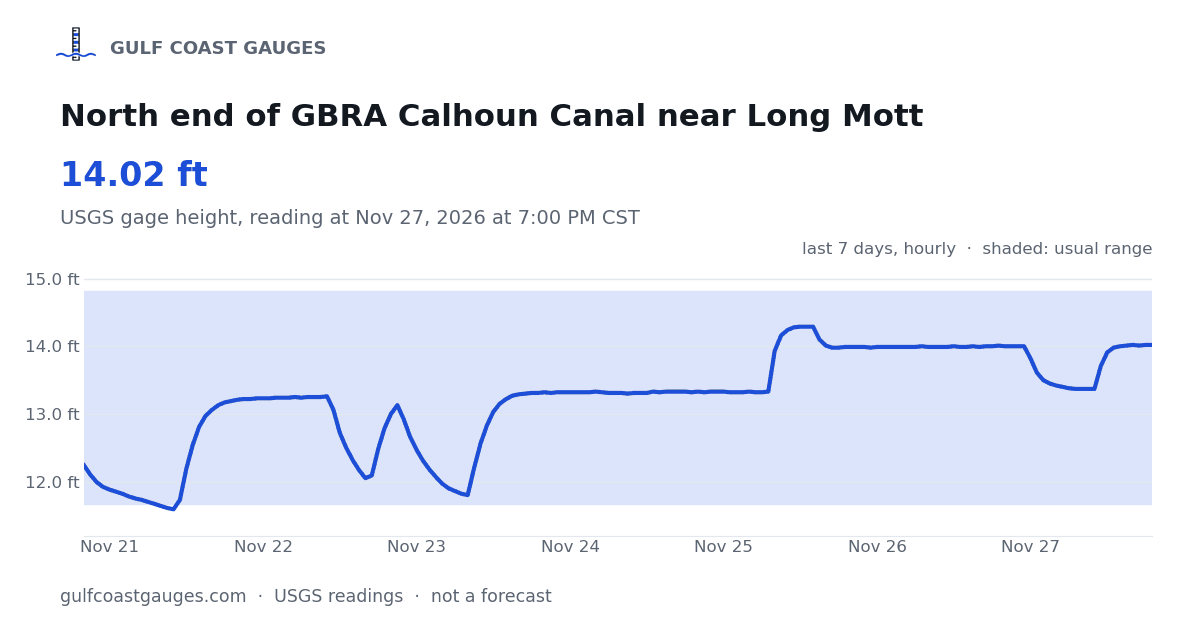 GULF COAST GAUGES
North end of GBRA Calhoun Canal near Long Mott
14.02 ft
USGS gage height, reading at Nov 27, 2026 at 7:00 PM CST
last 7 days, hourly · shaded: usual range
15.0 ft
14.0 ft
13.0 ft
12.0 ft
Nov 21 Nov 22 Nov 23 Nov 24 Nov 25 Nov 26 Nov 27
gulfcoastgauges.com · USGS readings · not a forecast